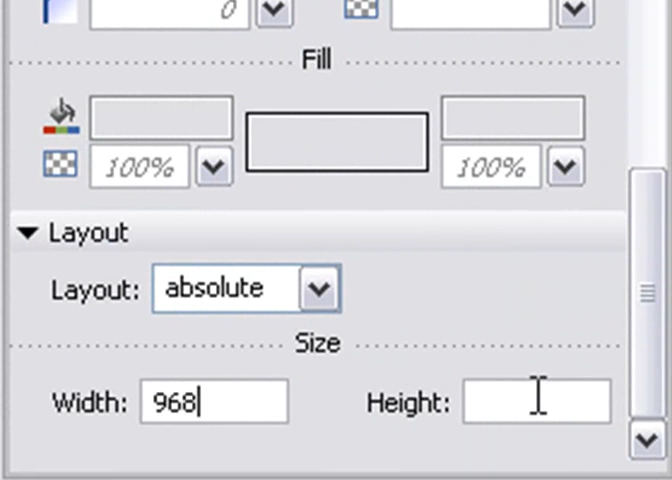 0
Fill
100% 100%
Layout
Layout: absolute
Size
Width: 968 Height: